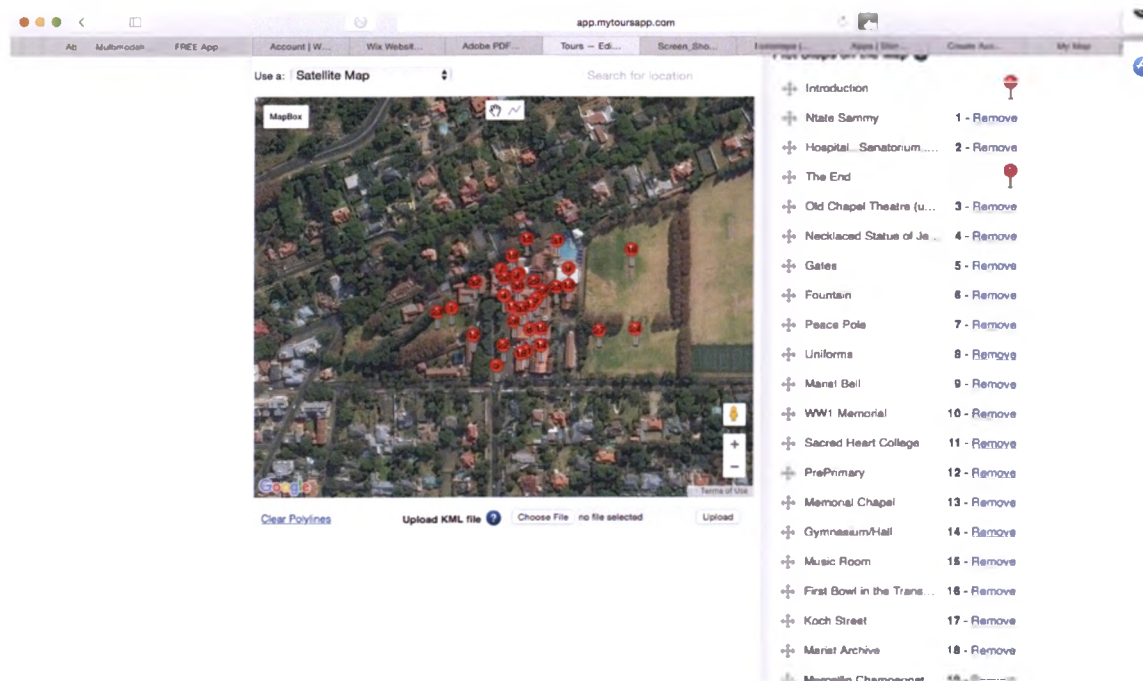 app.mytoursapp.com
Ab
Multimodal
FREE App
Account | W...
Wix Websit...
Adobe PDF...
Tours — Edi...
Screen_Sho...
Apps | Stor...
Create Acc...
My Map
Use a: Satellite Map
Search for location
MapBox
Google
Terms of Use
Clear Polylines
Upload KML file ? Choose File no file selected Upload
Introduction
Ntate Sammy 1 - Remove
Hospital...Sanatorium..... 2 - Remove
The End
Old Chapel Theatre (u... 3 - Remove
Necklaced Statue of Je... 4 - Remove
Gates 5 - Remove
Fountain 6 - Remove
Peace Pole 7 - Remove
Uniforms 8 - Remove
Marist Bell 9 - Remove
WW1 Memorial 10 - Remove
Sacred Heart College 11 - Remove
PrePrimary 12 - Remove
Memorial Chapel 13 - Remove
Gymnasium/Hall 14 - Remove
Music Room 15 - Remove
First Bowl in the Trans... 16 - Remove
Koch Street 17 - Remove
Marist Archive 18 - Remove